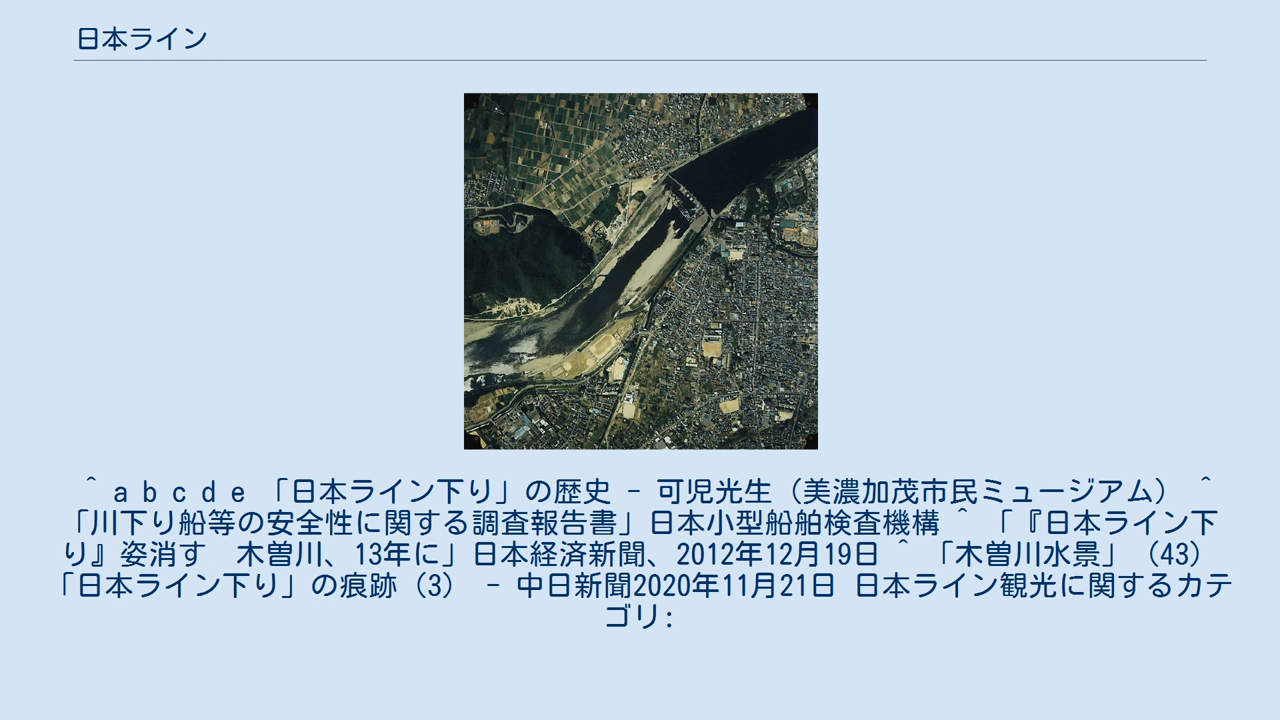 日本ライン
^ a b c d e 「日本ライン下り」の歴史 - 可児光生（美濃加茂市民ミュージアム） ^
「川下り船等の安全性に関する調査報告書」日本小型船舶検査機構 ^ 「『日本ライン下
り』姿消す　木曽川、13年に」日本経済新聞、2012年12月19日 ^ 「木曽川水景」（43）
「日本ライン下り」の痕跡（3） - 中日新聞2020年11月21日 日本ライン観光に関するカテ
ゴリ: